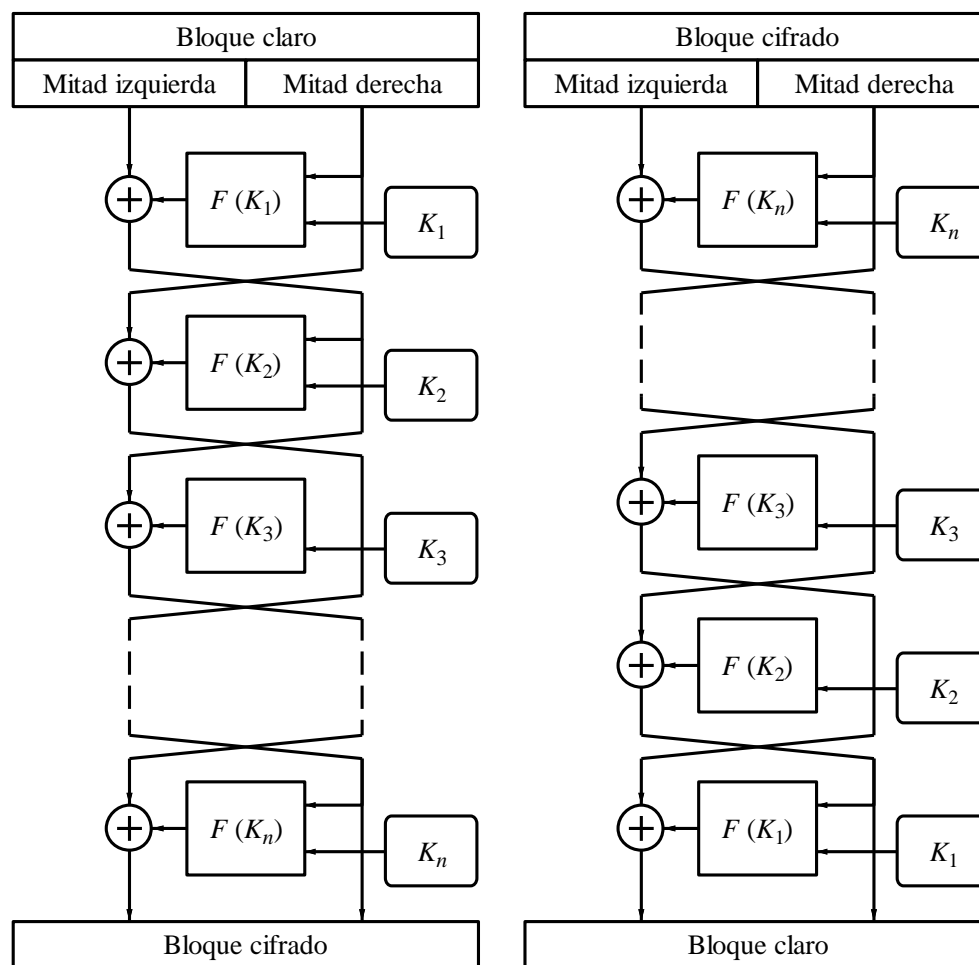 Bloque claro
Mitad izquierda Mitad derecha
F (K1)
K1
F (K2)
K2
F (K3)
K3
F (Kn)
Kn
Bloque cifrado
Bloque cifrado
Mitad izquierda Mitad derecha
F (Kn)
Kn
F (K3)
K3
F (K2)
K2
F (K1)
K1
Bloque claro